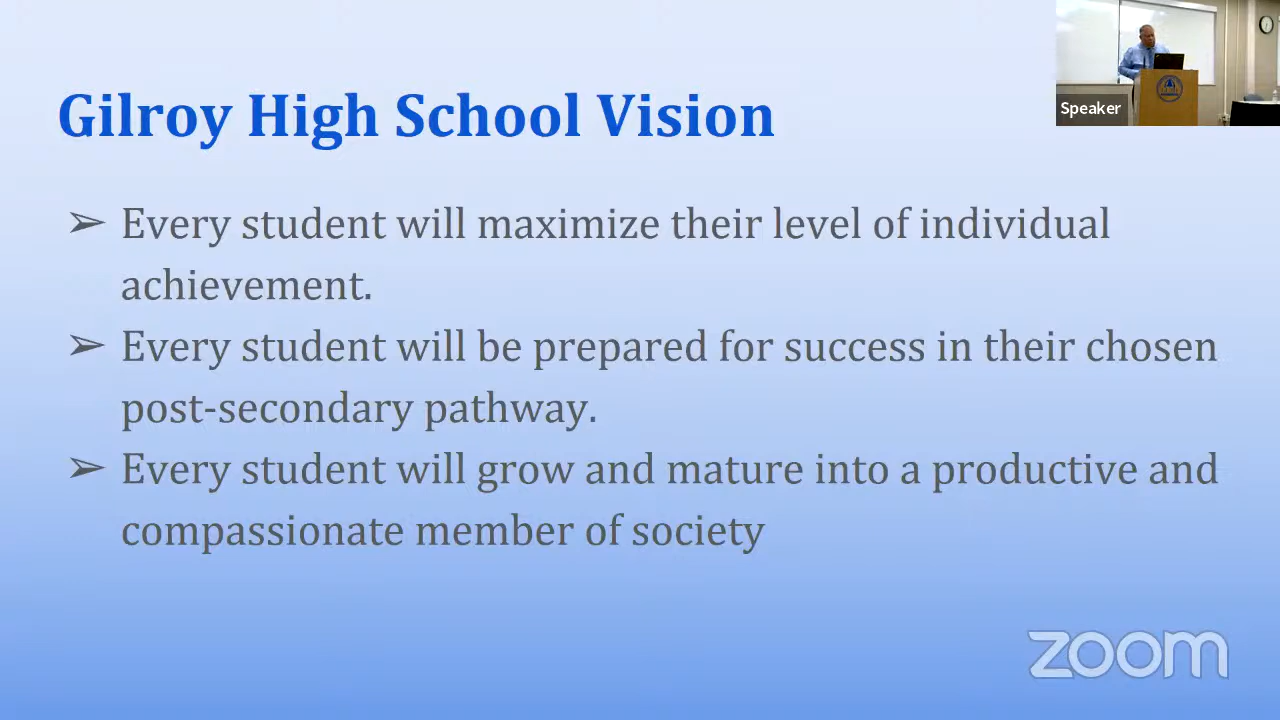 Gilroy High School Vision
Speaker
➢ Every student will maximize their level of individual
achievement.
➢ Every student will be prepared for success in their chosen
post-secondary pathway.
➢ Every student will grow and mature into a productive and
compassionate member of society
zoom